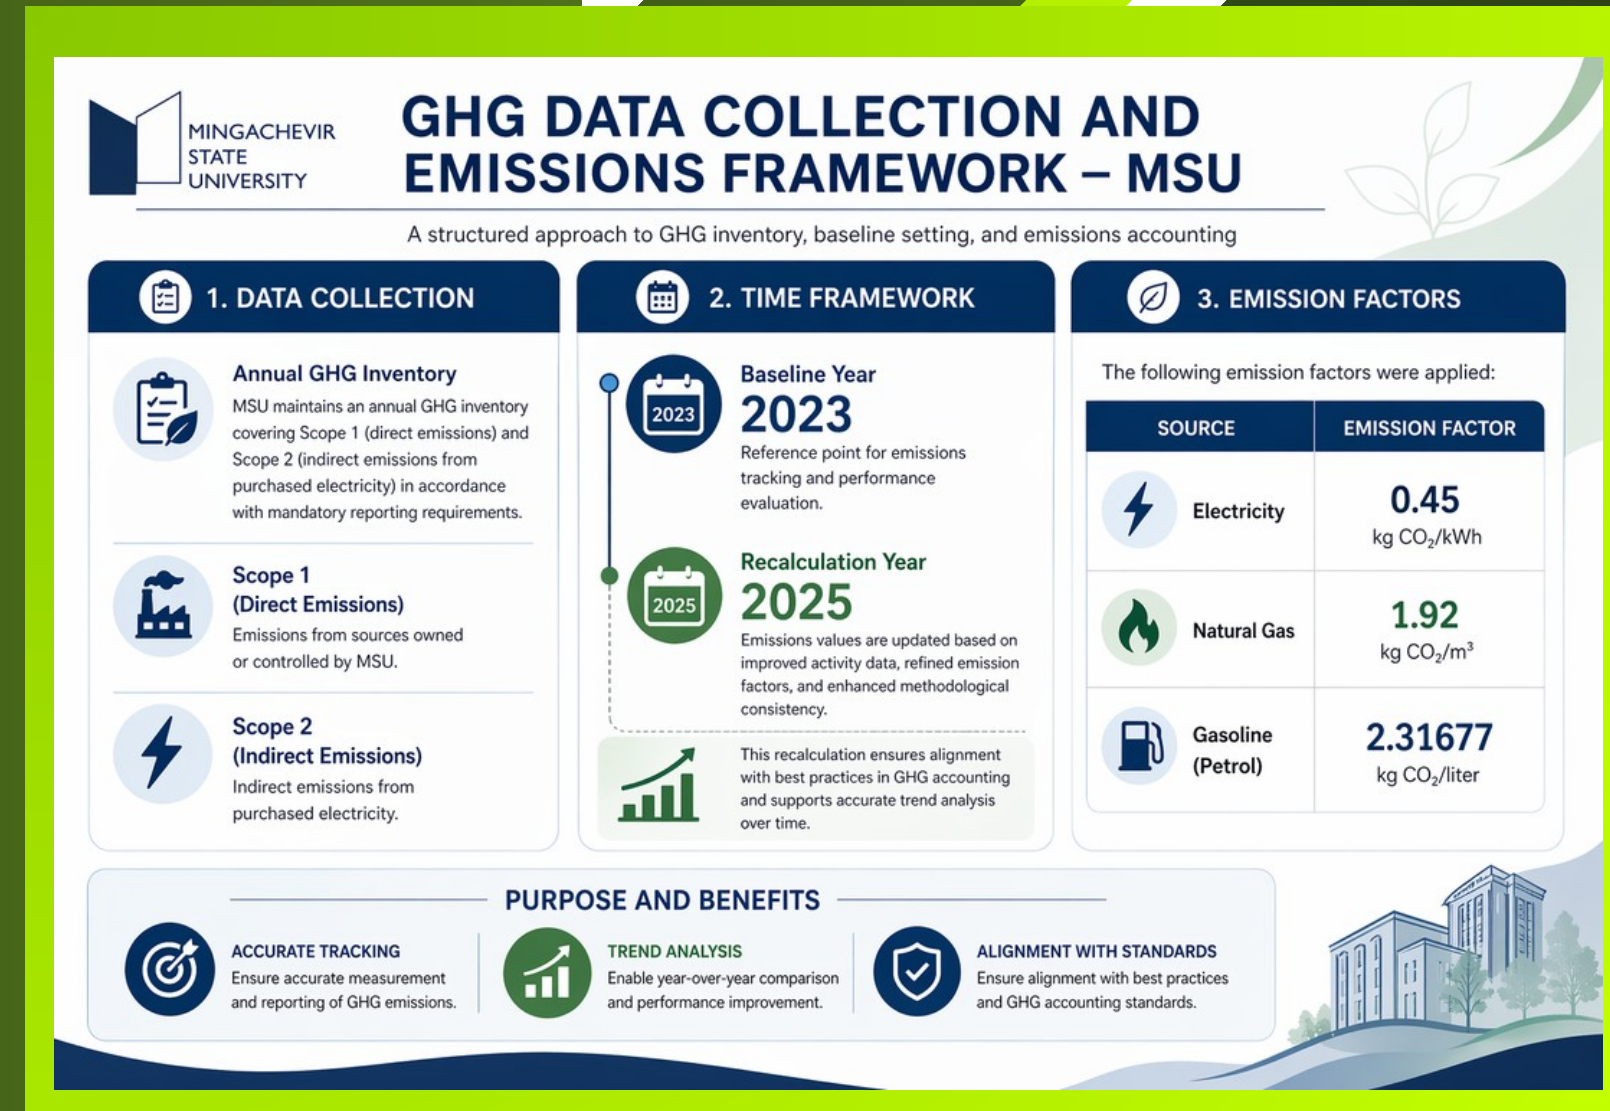 MINGACHEVIR
STATE
UNIVERSITY
GHG DATA COLLECTION AND
EMISSIONS FRAMEWORK – MSU
A structured approach to GHG inventory, baseline setting, and emissions accounting
1. DATA COLLECTION
Annual GHG Inventory
MSU maintains an annual GHG inventory
covering Scope 1 (direct emissions) and
Scope 2 (indirect emissions from
purchased electricity) in accordance
with mandatory reporting requirements.
Scope 1
(Direct Emissions)
Emissions from sources owned
or controlled by MSU.
Scope 2
(Indirect Emissions)
Indirect emissions from
purchased electricity.
2. TIME FRAMEWORK
2023
Baseline Year
2023
Reference point for emissions
tracking and performance
evaluation.
2025
Recalculation Year
2025
Emissions values are updated based on
improved activity data, refined emission
factors, and enhanced methodological
consistency.
This recalculation ensures alignment
with best practices in GHG accounting
and supports accurate trend analysis
over time.
3. EMISSION FACTORS
The following emission factors were applied:
SOURCE EMISSION FACTOR
Electricity
0.45
kg CO₂/kWh
Natural Gas
1.92
kg CO₂/m³
Gasoline
(Petrol)
2.31677
kg CO₂/liter
PURPOSE AND BENEFITS
ACCURATE TRACKING
Ensure accurate measurement
and reporting of GHG emissions.
TREND ANALYSIS
Enable year-over-year comparison
and performance improvement.
ALIGNMENT WITH STANDARDS
Ensure alignment with best practices
and GHG accounting standards.